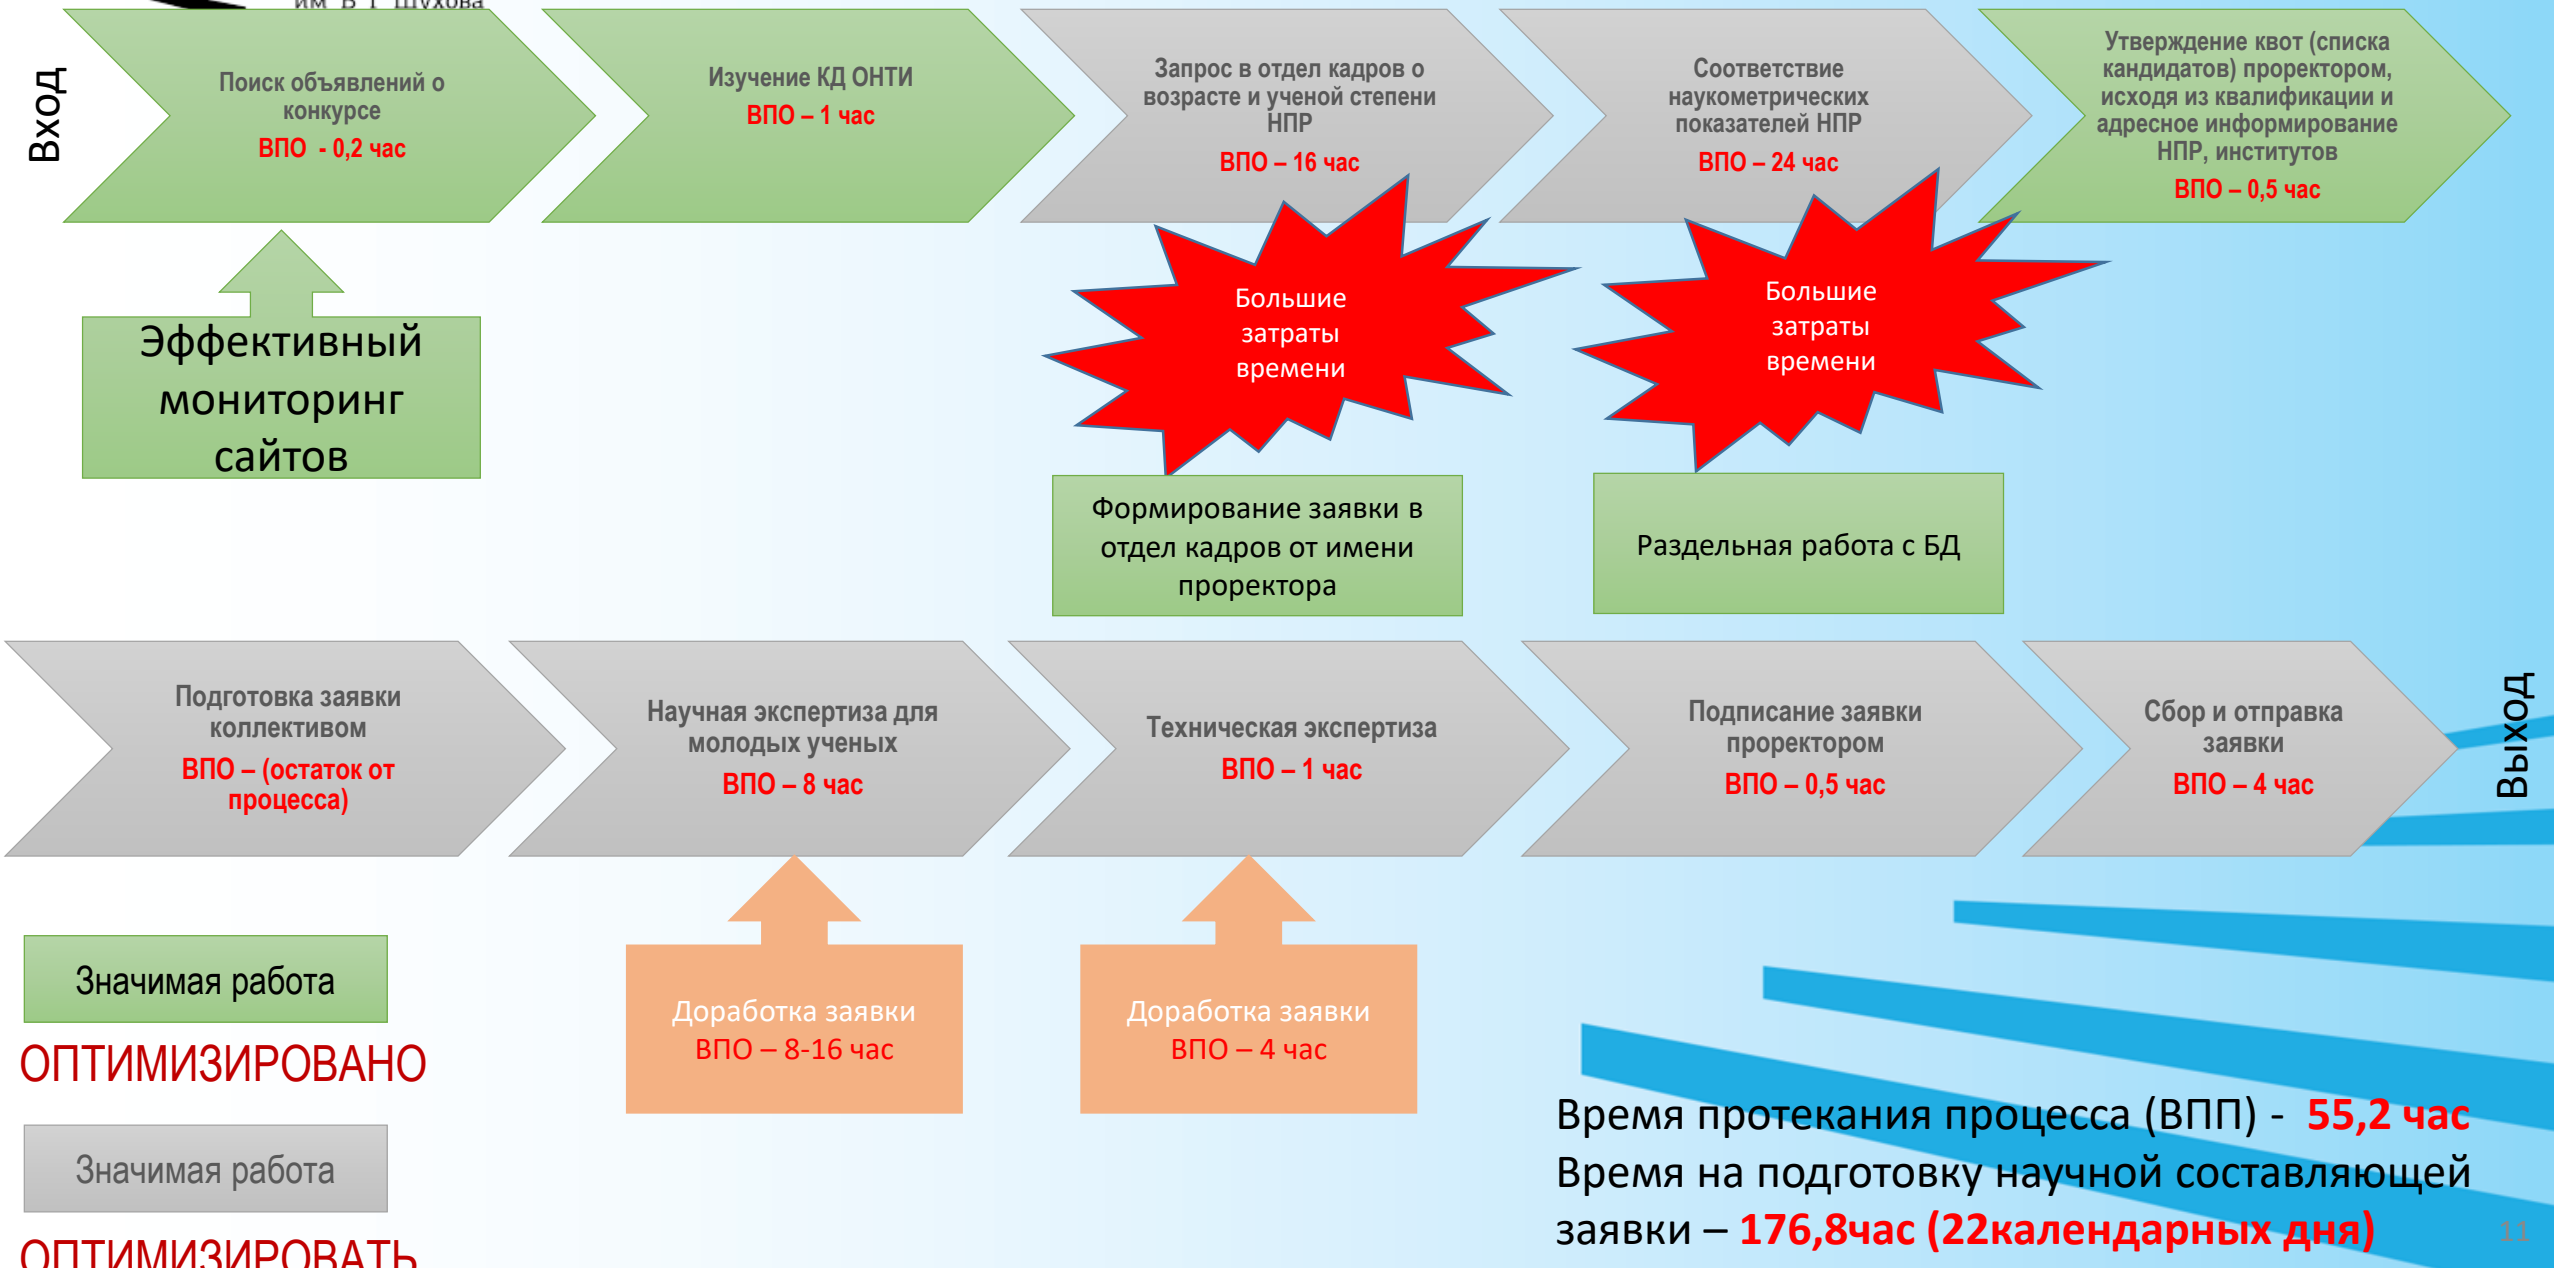 им В Г Шухова
Вход
Поиск объявлений о
конкурсе
ВПО - 0,2 час
Изучение КД ОНТИ
ВПО – 1 час
Запрос в отдел кадров о
возрасте и ученой степени
НПР
ВПО – 16 час
Соответствие
наукометрических
показателей НПР
ВПО – 24 час
Утверждение квот (списка
кандидатов) проректором,
исходя из квалификации и
адресное информирование
НПР, институтов
ВПО – 0,5 час
Эффективный
мониторинг
сайтов
Большие
затраты
времени
Большие
затраты
времени
Формирование заявки в
отдел кадров от имени
проректора
Раздельная работа с БД
Подготовка заявки
коллективом
ВПО – (остаток от
процесса)
Научная экспертиза для
молодых ученых
ВПО – 8 час
Техническая экспертиза
ВПО – 1 час
Подписание заявки
проректором
ВПО – 0,5 час
Сбор и отправка
заявки
ВПО – 4 час
Выход
Доработка заявки
ВПО – 8-16 час
Доработка заявки
ВПО – 4 час
Значимая работа
ОПТИМИЗИРОВАНО
Значимая работа
ОПТИМИЗИРОВАТЬ
Время протекания процесса (ВПП) - 55,2 час
Время на подготовку научной составляющей
заявки – 176,8час (22календарных дня)
11